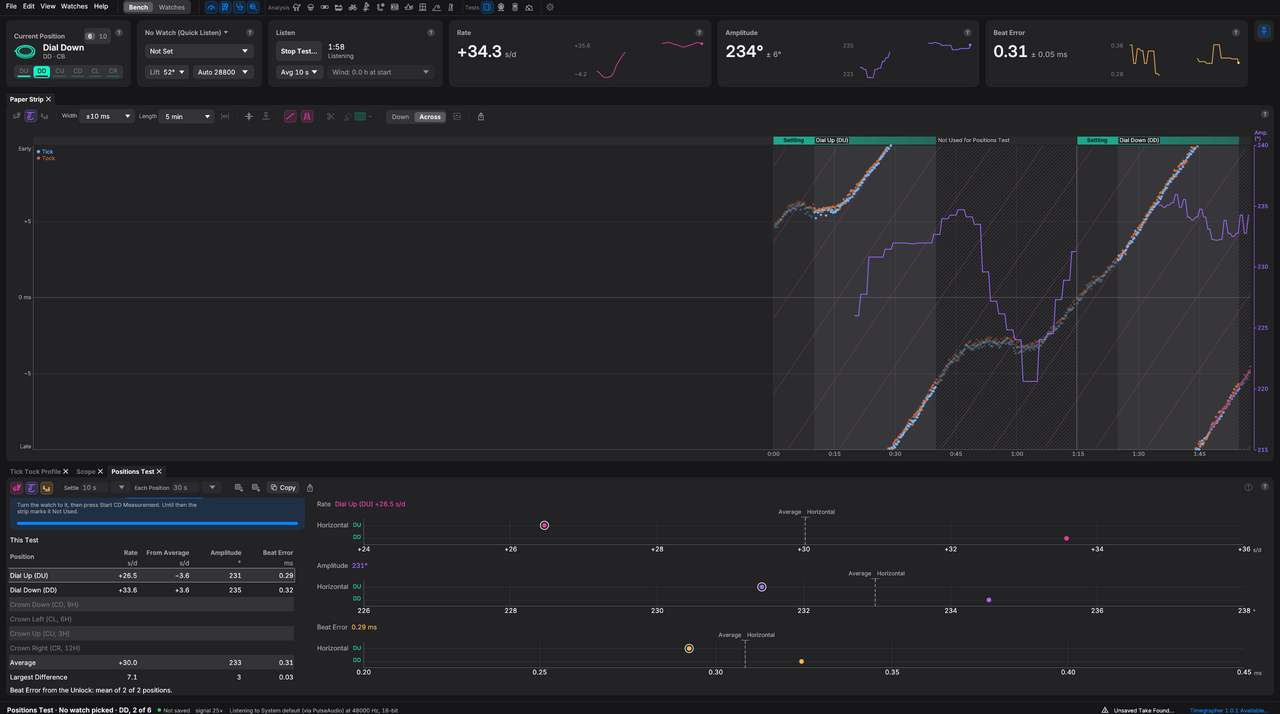 File Edit View Watches Help Bench Watches Analysis Tests
Current Position 6 10 ?
Dial Down
DD · CB
DU DD CU CD CL CR
No Watch (Quick Listen) ?
Not Set
Lift 52° Auto 28800
Listen ?
Stop Test... 1:58
Listening
Avg 10 s Wind: 0.0 h at start
Rate ?
+34.3 s/d
+35.6
−4.2
Amplitude ?
234° ± 6°
235
221
Beat Error ?
0.31 ± 0.05 ms
0.36
0.28
Paper Strip
Width ±10 ms Length 5 min Down Across ?
Settling Dial Up (DU) Not Used for Positions Test Settling Dial Down (DD)
Amp. (°)
Early
Tick
Tock
+5
0 ms
−5
Late
240
235
230
225
220
215
0:00 0:15 0:30 0:45 1:00 1:15 1:30 1:45
Tick Tock Profile Scope Positions Test
Settle 10 s Each Position 30 s Copy ?
Turn the watch to it, then press Start CD Measurement. Until then the
strip marks it Not Used.
This Test
Position Rate From Average Amplitude Beat Error
s/d s/d ° ms
Dial Up (DU) +26.5 −3.6 231 0.29
Dial Down (DD) +33.6 +3.6 235 0.32
Crown Down (CD, 9H)
Crown Left (CL, 6H)
Crown Up (CU, 3H)
Crown Right (CR, 12H)
Average +30.0 233 0.31
Largest Difference 7.1 3 0.03
Beat Error from the Unlock: mean of 2 of 2 positions.
Rate Dial Up (DU) +26.5 s/d
Average Horizontal
Horizontal DU
DD
+24 +26 +28 +30 +32 +34 +36 s/d
Amplitude 231°
Average Horizontal
Horizontal DU
DD
226 228 230 232 234 236 238 °
Beat Error 0.29 ms
Average Horizontal
Horizontal DU
DD
0.20 0.25 0.30 0.35 0.40 0.45 ms
Positions Test · No watch picked · DD, 2 of 6 Not saved signal 25× Listening to System default (via PulseAudio) at 48000 Hz, 16-bit Unsaved Take Found... Timegrapher 1.0.1 Available...